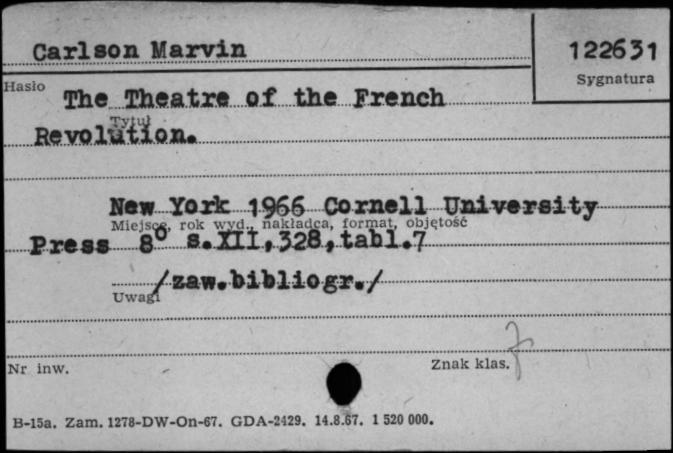 Carlson Marvin
122631
Hasło
Sygnatura
The Theatre of the French
Tytuł
Revolution.
New York 1966 Cornell University
Miejsce, rok wyd., nakładca, format, objętość
Press 8° s.XII,328,tabl.7
/zaw.bibliogr./
Uwagi
Nr inw.
Znak klas.
B-15a. Zam. 1278-DW-On-67. GDA-2429. 14.8.67. 1 520 000.